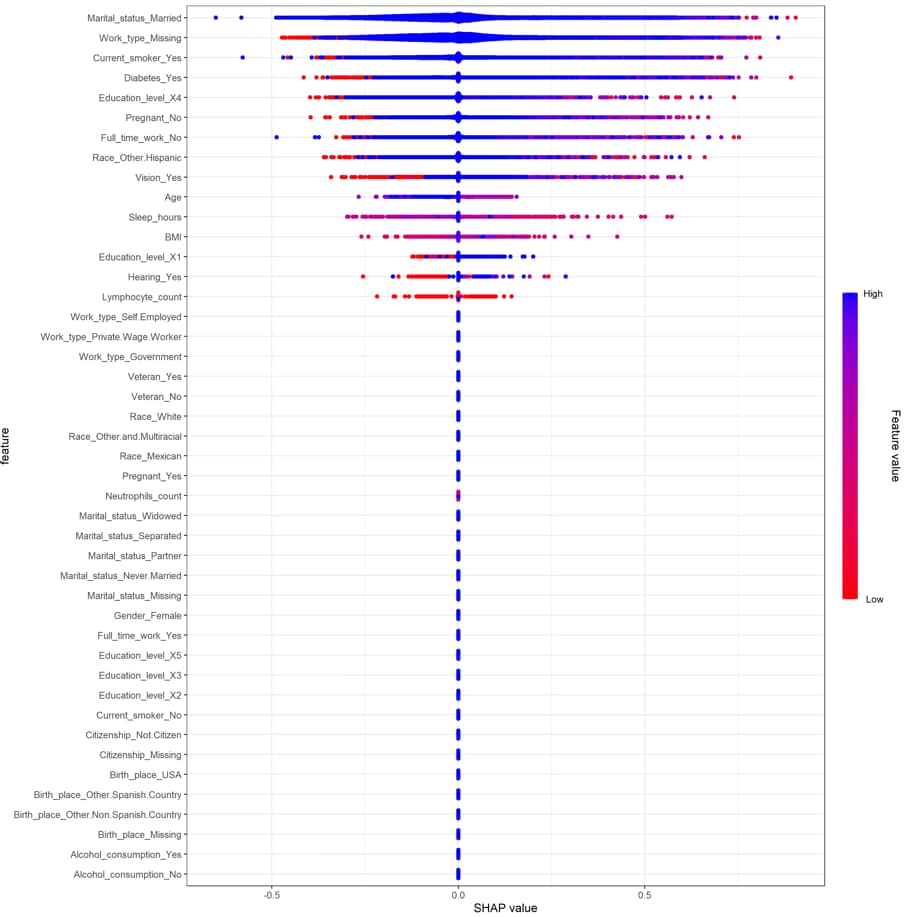 Marital_status_Married
Work_type_Missing
Current_smoker_Yes
Diabetes_Yes
Education_level_X4
Pregnant_No
Full_time_work_No
Race_Other.Hispanic
Vision_Yes
Age
Sleep_hours
BMI
Education_level_X1
Hearing_Yes
Lymphocyte_count
Work_type_Self.Employed
Work_type_Private.Wage.Worker
Work_type_Government
Veteran_Yes
Veteran_No
Race_White
Race_Other.and.Multiracial
Race_Mexican
Pregnant_Yes
Neutrophils_count
Marital_status_Widowed
Marital_status_Separated
Marital_status_Partner
Marital_status_Never.Married
Marital_status_Missing
Gender_Female
Full_time_work_Yes
Education_level_X5
Education_level_X3
Education_level_X2
Current_smoker_No
Citizenship_Not.Citizen
Citizenship_Missing
Birth_place_USA
Birth_place_Other.Spanish.Country
Birth_place_Other.Non.Spanish.Country
Birth_place_Missing
Alcohol_consumption_Yes
Alcohol_consumption_No
feature
-0.5 0.0 0.5
SHAP value
High
Low
Feature value